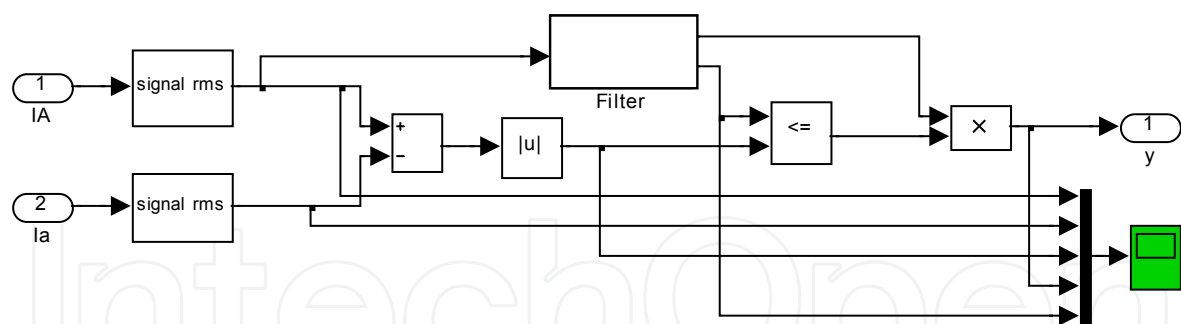 1
IA
signal rms
Filter
+
−
|u|
<=
×
1
y
2
Ia
signal rms
IntechOpen